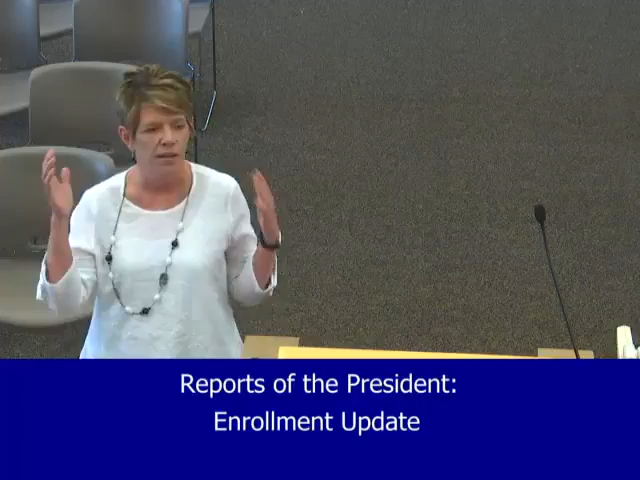 Reports of the President:
Enrollment Update